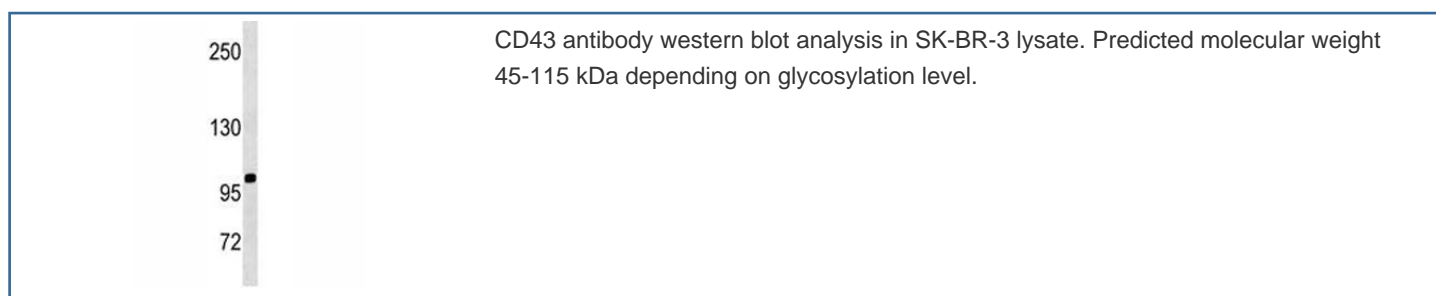 250
130
95
72
CD43 antibody western blot analysis in SK-BR-3 lysate. Predicted molecular weight
45-115 kDa depending on glycosylation level.